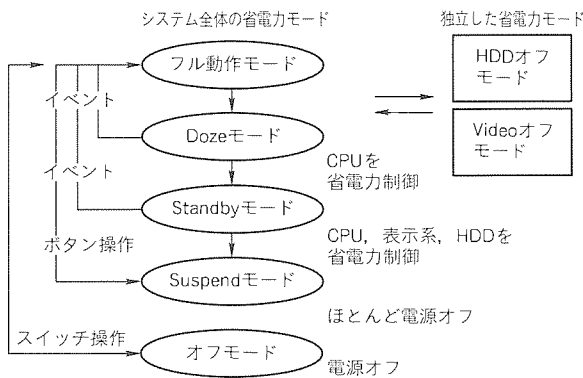 システム全体の省電力モード
独立した省電力モード
フル動作モード
HDDオフ
モード
イベント
Dozeモード
Videoオフ
モード
CPUを
省電力制御
イベント
Standbyモード
CPU，表示系，HDDを
省電力制御
ボタン操作
Suspendモード
ほとんど電源オフ
スイッチ操作
オフモード
電源オフ